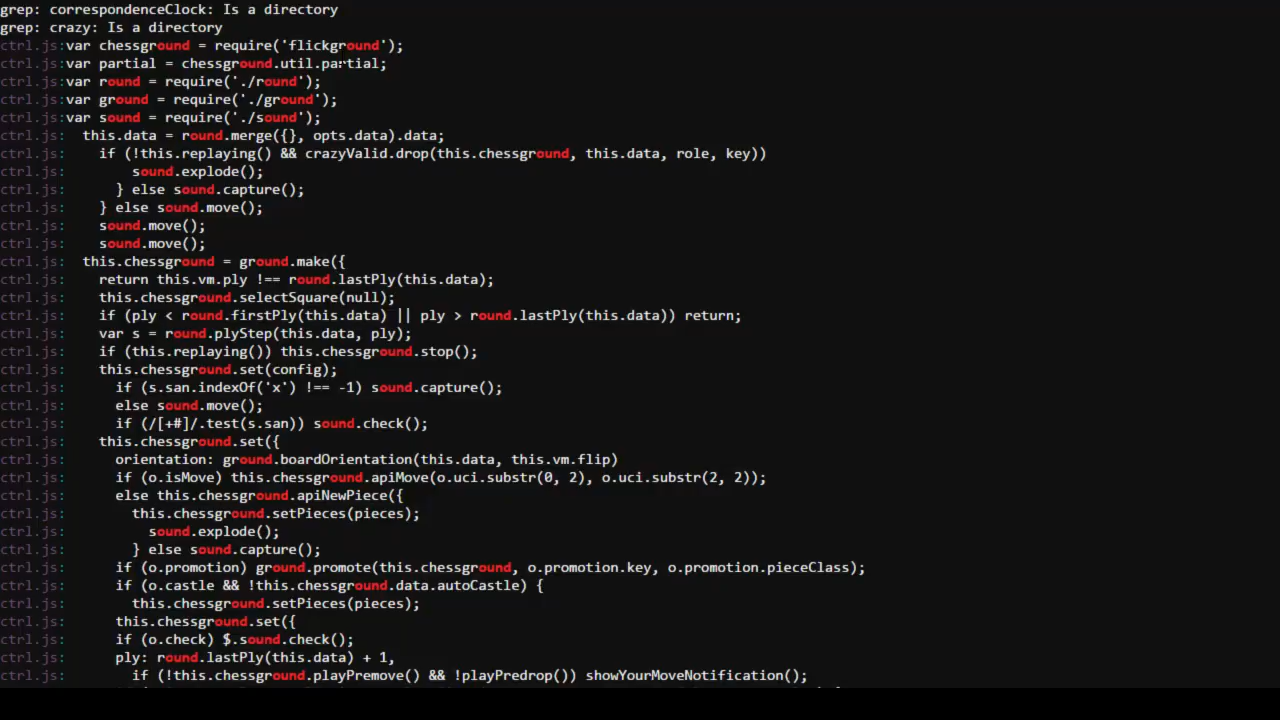 grep: correspondenceClock: Is a directory
grep: crazy: Is a directory
ctrl.js:var chessground = require('flickground');
ctrl.js:var partial = chessground.util.partial;
ctrl.js:var round = require('./round');
ctrl.js:var ground = require('./ground');
ctrl.js:var sound = require('./sound');
ctrl.js:  this.data = round.merge({}, opts.data).data;
ctrl.js:    if (!this.replaying() && crazyValid.drop(this.chessground, this.data, role, key))
ctrl.js:        sound.explode();
ctrl.js:      } else sound.capture();
ctrl.js:    } else sound.move();
ctrl.js:    sound.move();
ctrl.js:    sound.move();
ctrl.js:  this.chessground = ground.make({
ctrl.js:    return this.vm.ply !== round.lastPly(this.data);
ctrl.js:    this.chessground.selectSquare(null);
ctrl.js:    if (ply < round.firstPly(this.data) || ply > round.lastPly(this.data)) return;
ctrl.js:    var s = round.plyStep(this.data, ply);
ctrl.js:    if (this.replaying()) this.chessground.stop();
ctrl.js:    this.chessground.set(config);
ctrl.js:      if (s.san.indexOf('x') !== -1) sound.capture();
ctrl.js:      else sound.move();
ctrl.js:      if (/[+#]/.test(s.san)) sound.check();
ctrl.js:    this.chessground.set({
ctrl.js:      orientation: ground.boardOrientation(this.data, this.vm.flip)
ctrl.js:      if (o.isMove) this.chessground.apiMove(o.uci.substr(0, 2), o.uci.substr(2, 2));
ctrl.js:      else this.chessground.apiNewPiece({
ctrl.js:        this.chessground.setPieces(pieces);
ctrl.js:          sound.explode();
ctrl.js:        } else sound.capture();
ctrl.js:      if (o.promotion) ground.promote(this.chessground, o.promotion.key, o.promotion.pieceClass);
ctrl.js:      if (o.castle && !this.chessground.data.autoCastle) {
ctrl.js:        this.chessground.setPieces(pieces);
ctrl.js:      this.chessground.set({
ctrl.js:      if (o.check) $.sound.check();
ctrl.js:      ply: round.lastPly(this.data) + 1,
ctrl.js:        if (!this.chessground.playPremove() && !playPredrop()) showYourMoveNotification();